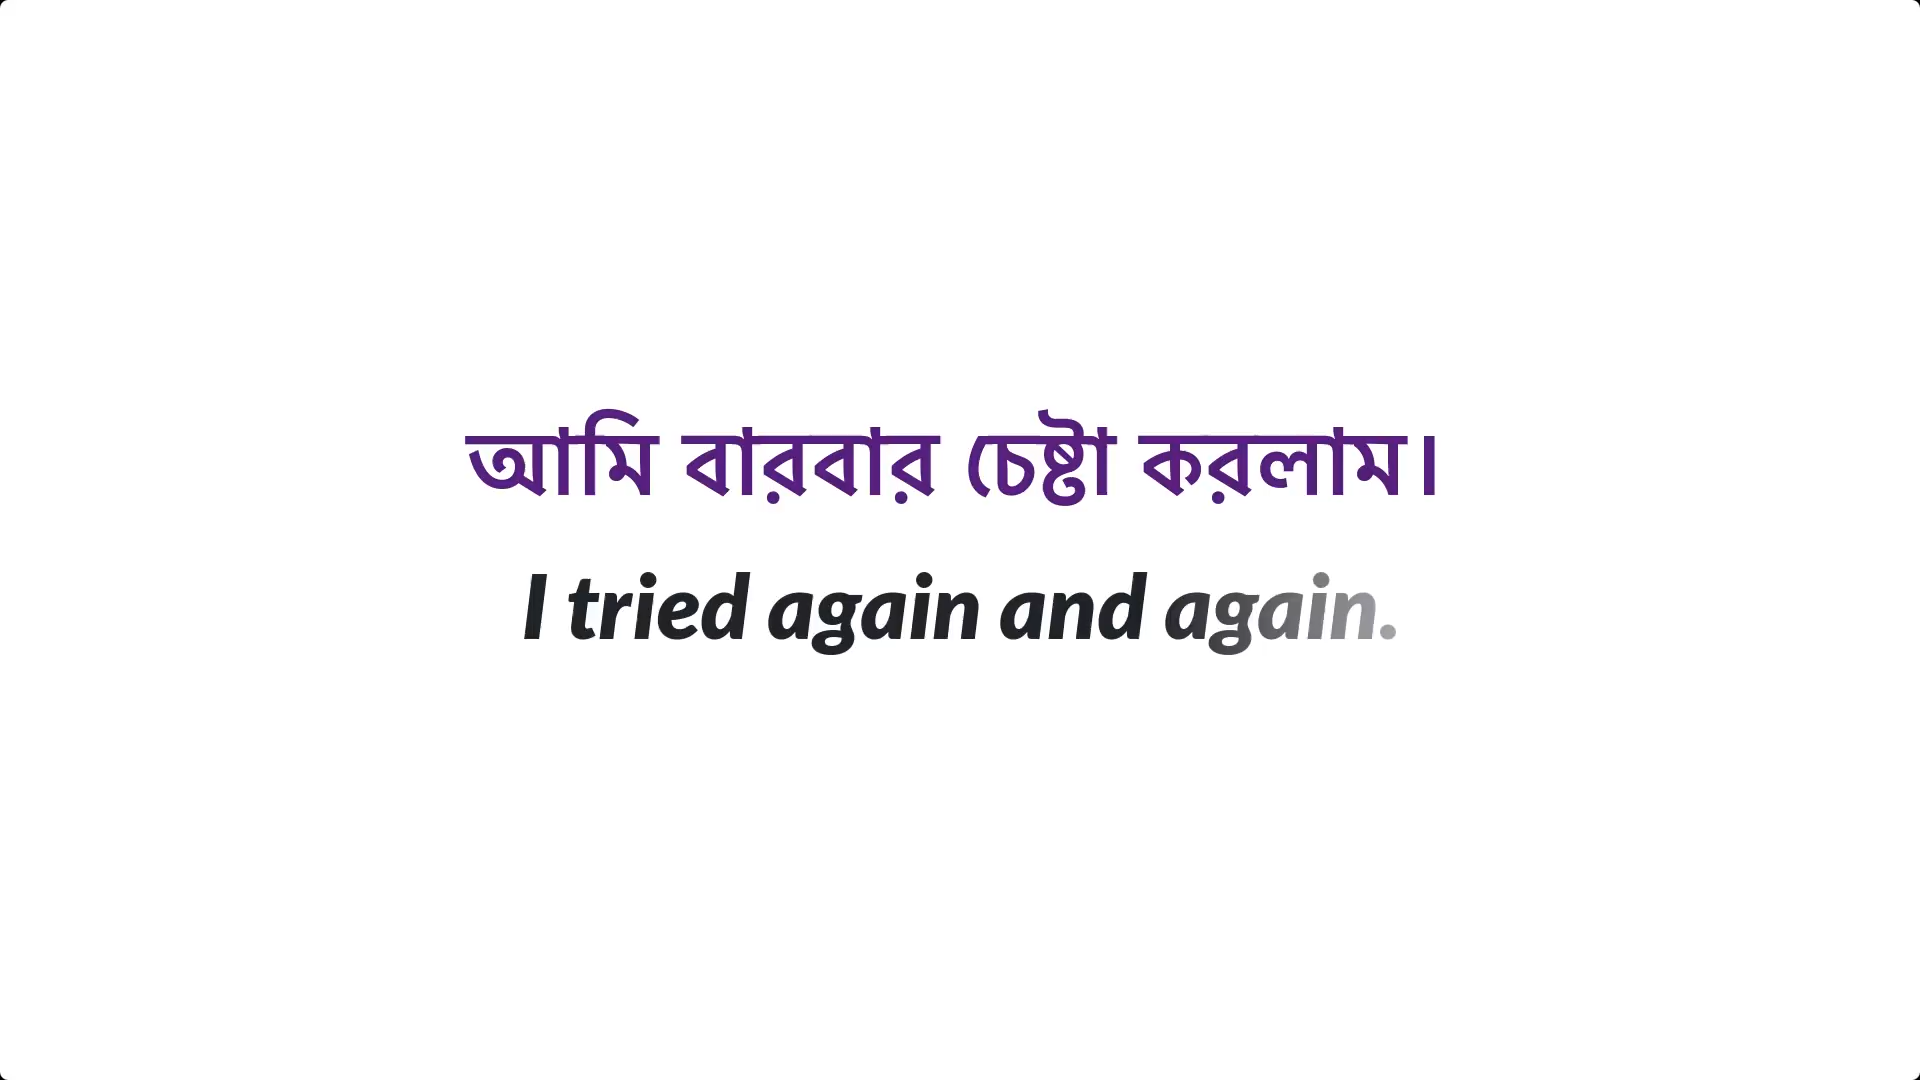 আমি বারবার চেষ্টা করলাম।
I tried again and again.